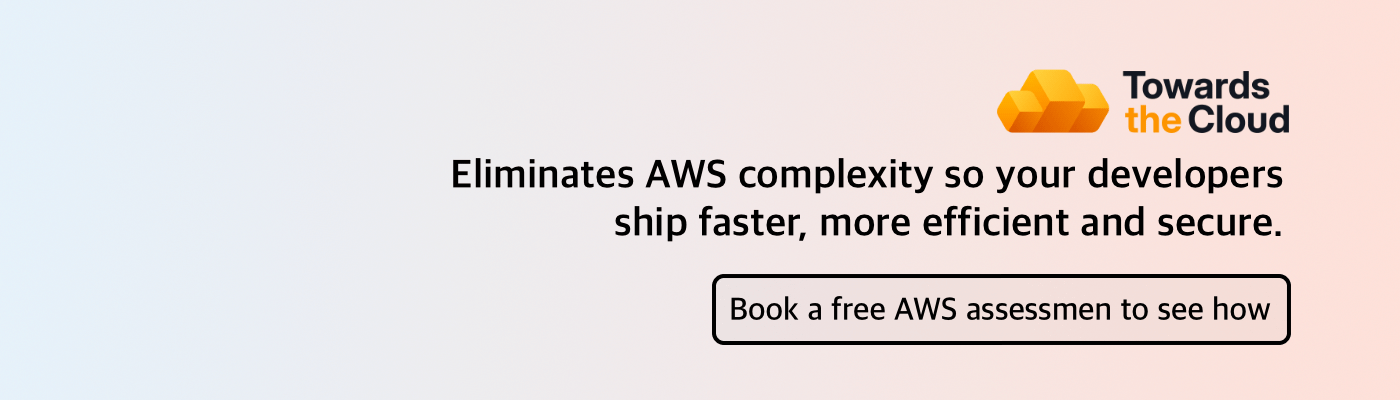 Towards
the Cloud
Eliminates AWS complexity so your developers
ship faster, more efficient and secure.
Book a free AWS assessmen to see how